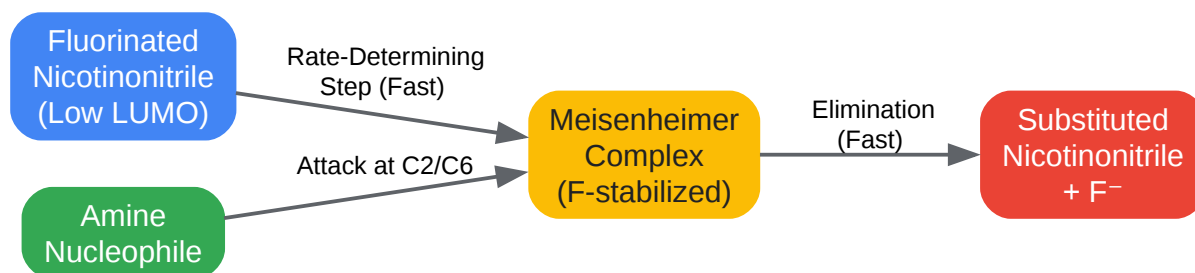 Fluorinated
Nicotinonitrile
(Low LUMO)
Rate-Determining
Step (Fast)
Attack at C2/C6
Amine
Nucleophile
Meisenheimer
Complex
(F-stabilized)
Elimination
(Fast)
Substituted
Nicotinonitrile
+ F⁻